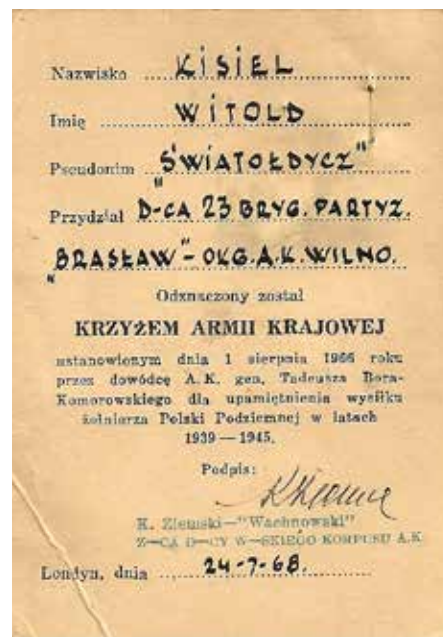 Nazwisko KISIEL
Imię WITOLD
Pseudonim "ŚWIATOŁDYCZ"
Przydział D-CA 23 BRYG. PARTYZ.
"BRASŁAW" - OKG. A.K. WILNO.
Odznaczony został
KRZYŻEM ARMII KRAJOWEJ
ustanowionym dnia 1 sierpnia 1966 roku
przez dowódcę A.K. gen. Tadeusza Bora-
Komorowskiego dla upamiętnienia wysiłku
żołnierza Polski Podziemnej w latach
1939 — 1945.
Podpis:
K. Ziemski—"Wachnowski"
Z—CA D—CY W—SKIEGO KORPUSU A.K.
Londyn, dnia 24-7-68.